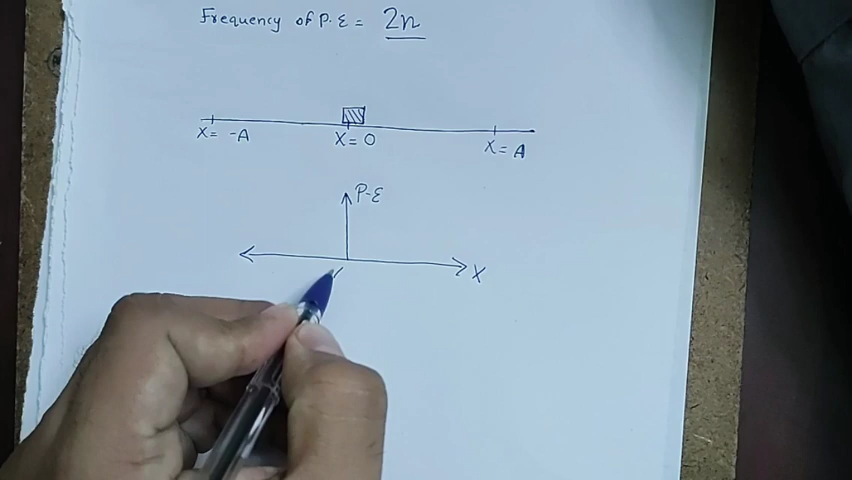 Frequency of P.E = 2n
X= -A X= 0 X= A
P-E
X